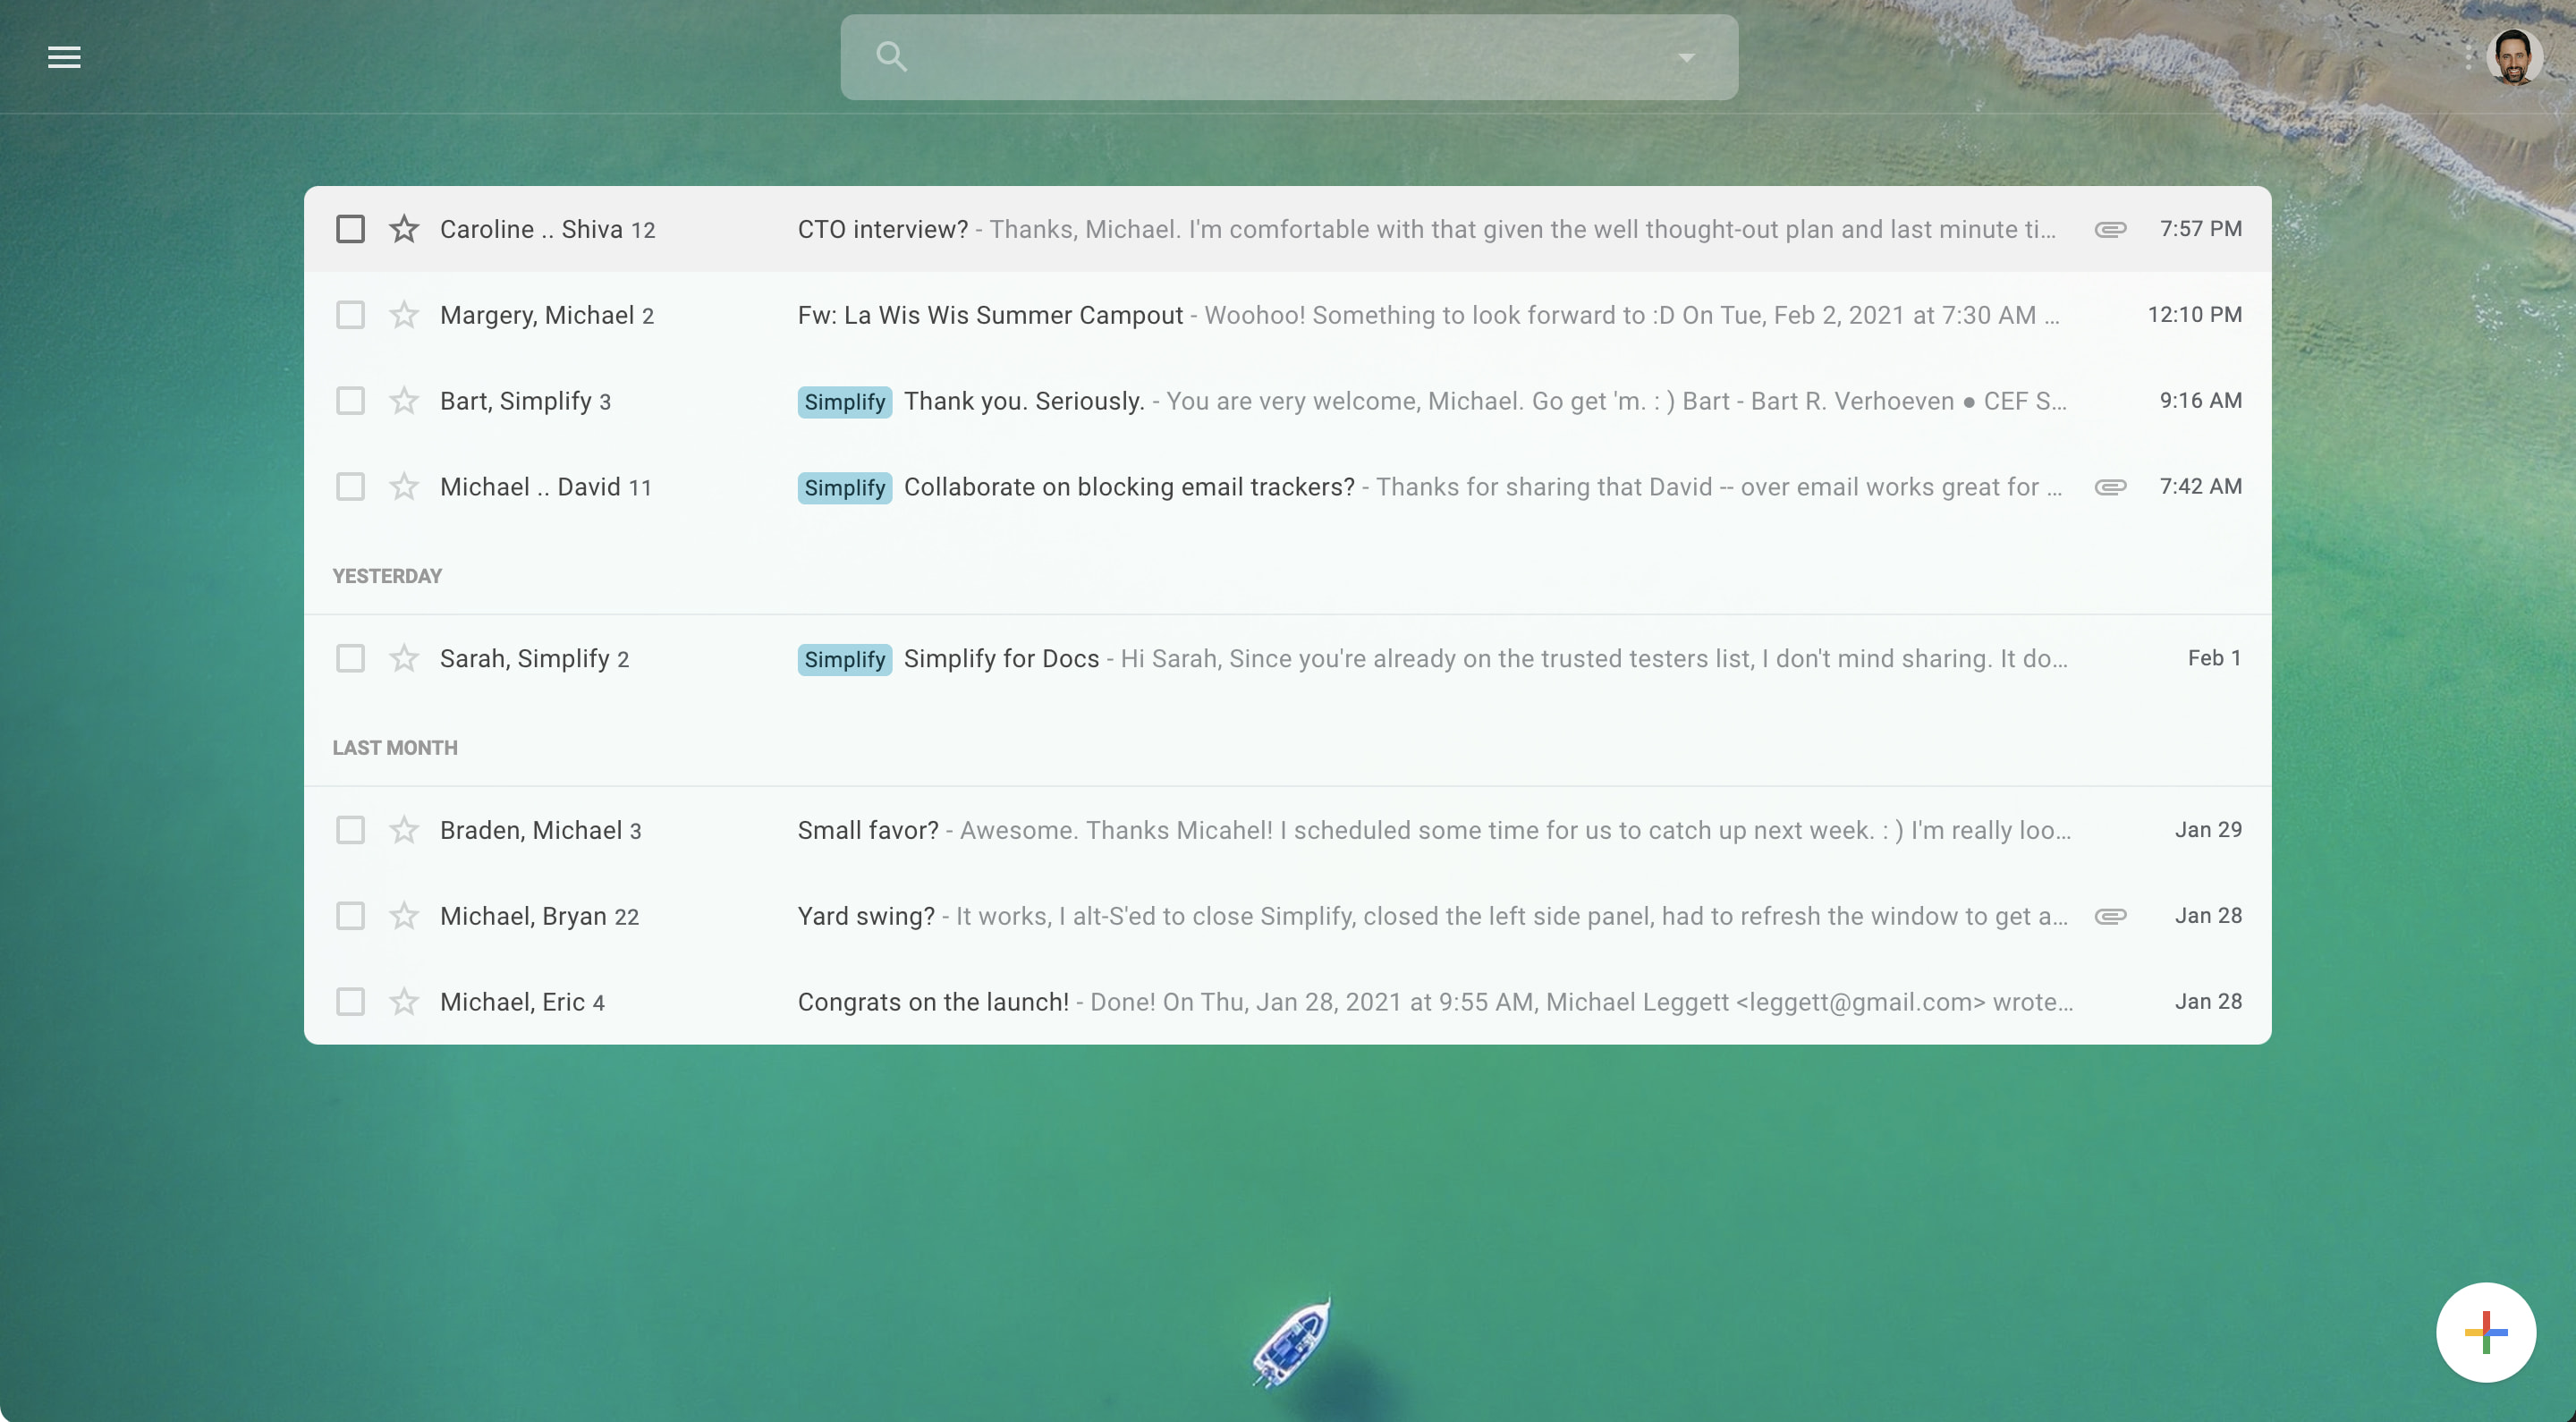 Caroline .. Shiva 12 CTO interview? - Thanks, Michael. I'm comfortable with that given the well thought-out plan and last minute ti... 7:57 PM
Margery, Michael 2 Fw: La Wis Wis Summer Campout - Woohoo! Something to look forward to :D On Tue, Feb 2, 2021 at 7:30 AM ... 12:10 PM
Bart, Simplify 3 Simplify Thank you. Seriously. - You are very welcome, Michael. Go get 'm. : ) Bart - Bart R. Verhoeven ● CEF S... 9:16 AM
Michael .. David 11 Simplify Collaborate on blocking email trackers? - Thanks for sharing that David -- over email works great for ... 7:42 AM
YESTERDAY
Sarah, Simplify 2 Simplify Simplify for Docs - Hi Sarah, Since you're already on the trusted testers list, I don't mind sharing. It do... Feb 1
LAST MONTH
Braden, Michael 3 Small favor? - Awesome. Thanks Micahel! I scheduled some time for us to catch up next week. : ) I'm really loo... Jan 29
Michael, Bryan 22 Yard swing? - It works, I alt-S'ed to close Simplify, closed the left side panel, had to refresh the window to get a... Jan 28
Michael, Eric 4 Congrats on the launch! - Done! On Thu, Jan 28, 2021 at 9:55 AM, Michael Leggett <leggett@gmail.com> wrote... Jan 28